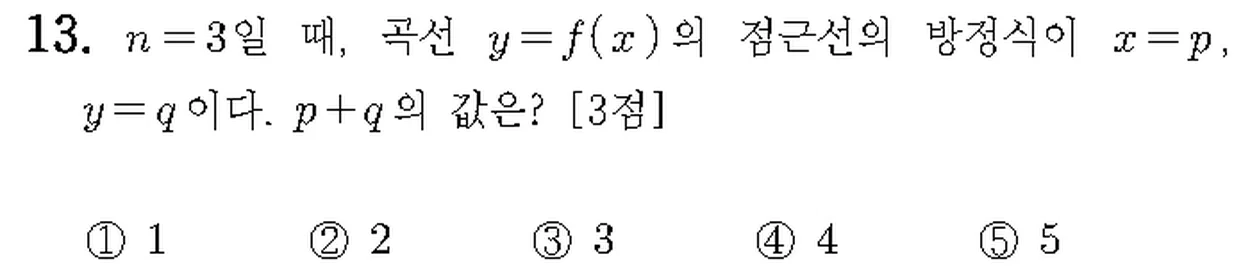 13. n=3일 때, 곡선 y=f(x)의 점근선의 방정식이 x=p,
y=q이다. p+q의 값은? [3점]
① 1 ② 2 ③ 3 ④ 4 ⑤ 5